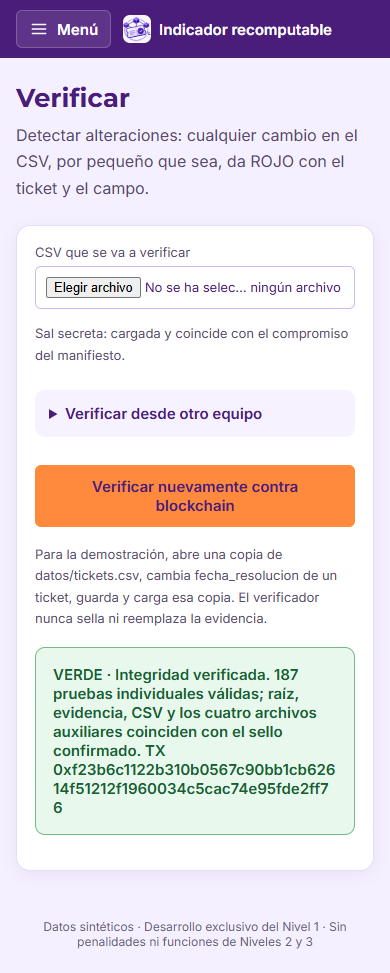 Menú
Indicador recomputable
Verificar
Detectar alteraciones: cualquier cambio en el
CSV, por pequeño que sea, da ROJO con el
ticket y el campo.
CSV que se va a verificar
Elegir archivo No se ha selec... ningún archivo
Sal secreta: cargada y coincide con el compromiso
del manifiesto.
Verificar desde otro equipo
Verificar nuevamente contra
blockchain
Para la demostración, abre una copia de
datos/tickets.csv, cambia fecha_resolucion de un
ticket, guarda y carga esa copia. El verificador
nunca sella ni reemplaza la evidencia.
VERDE · Integridad verificada. 187
pruebas individuales válidas; raíz,
evidencia, CSV y los cuatro archivos
auxiliares coinciden con el sello
confirmado. TX
0xf23b6c1122b310b0567c90bb1cb626
14f51212f1960034c5cac74e95fde2ff7
6
Datos sintéticos · Desarrollo exclusivo del Nivel 1 · Sin
penalidades ni funciones de Niveles 2 y 3